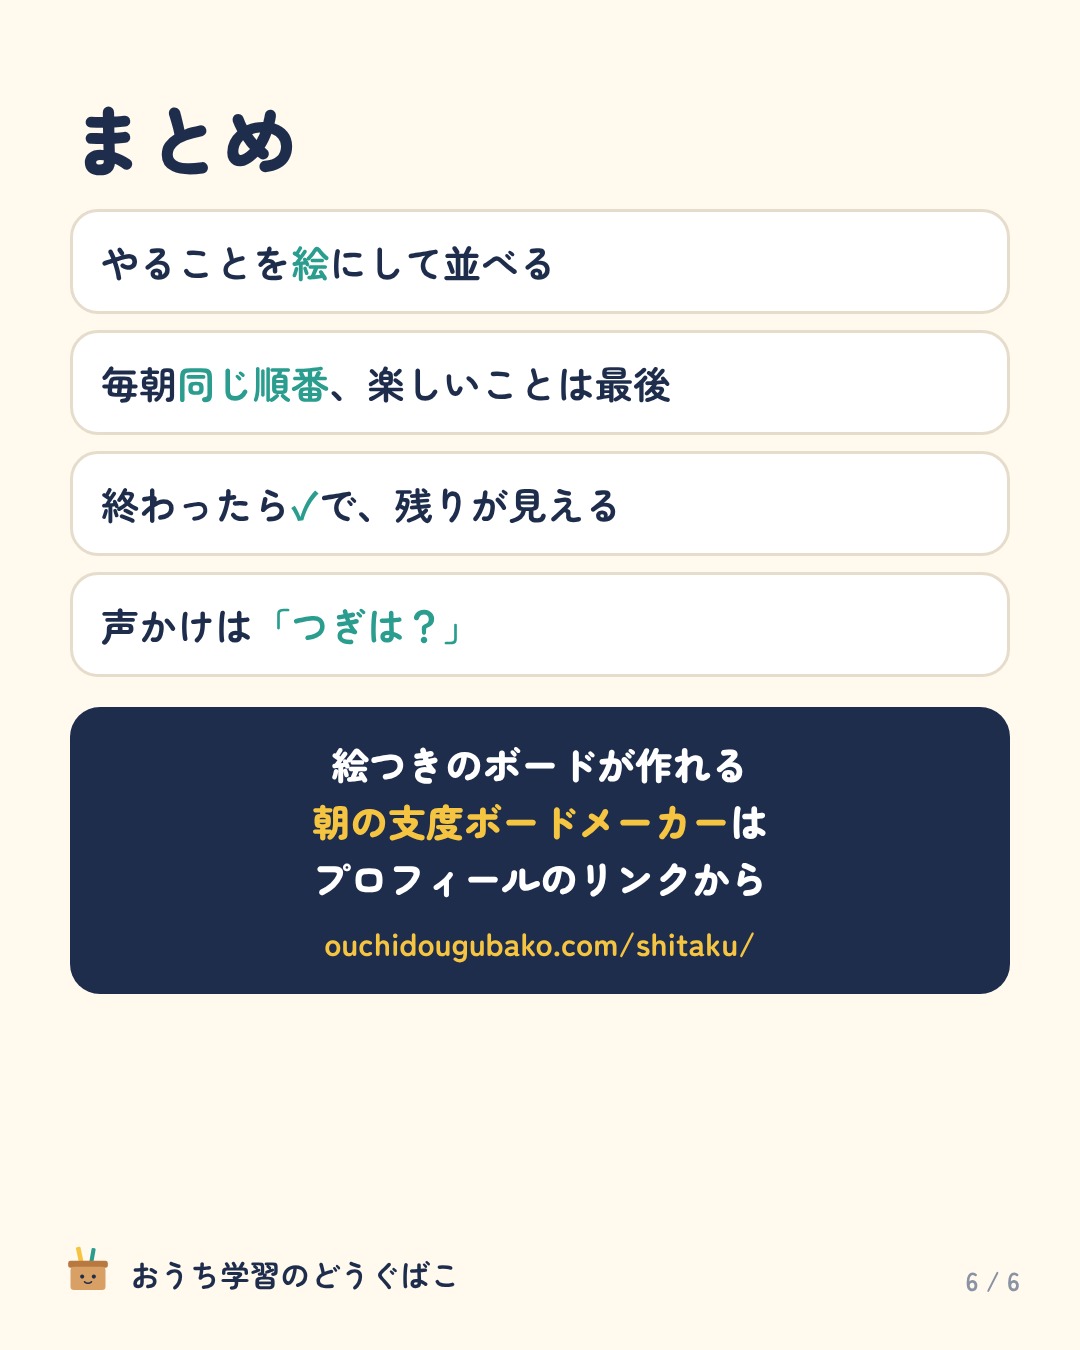 まとめ
やることを絵にして並べる
毎朝同じ順番、楽しいことは最後
終わったら✓で、残りが見える
声かけは「つぎは？」
絵つきのボードが作れる
朝の支度ボードメーカーは
プロフィールのリンクから
ouchidougubako.com/shitaku/
おうち学習のどうぐばこ
6 / 6